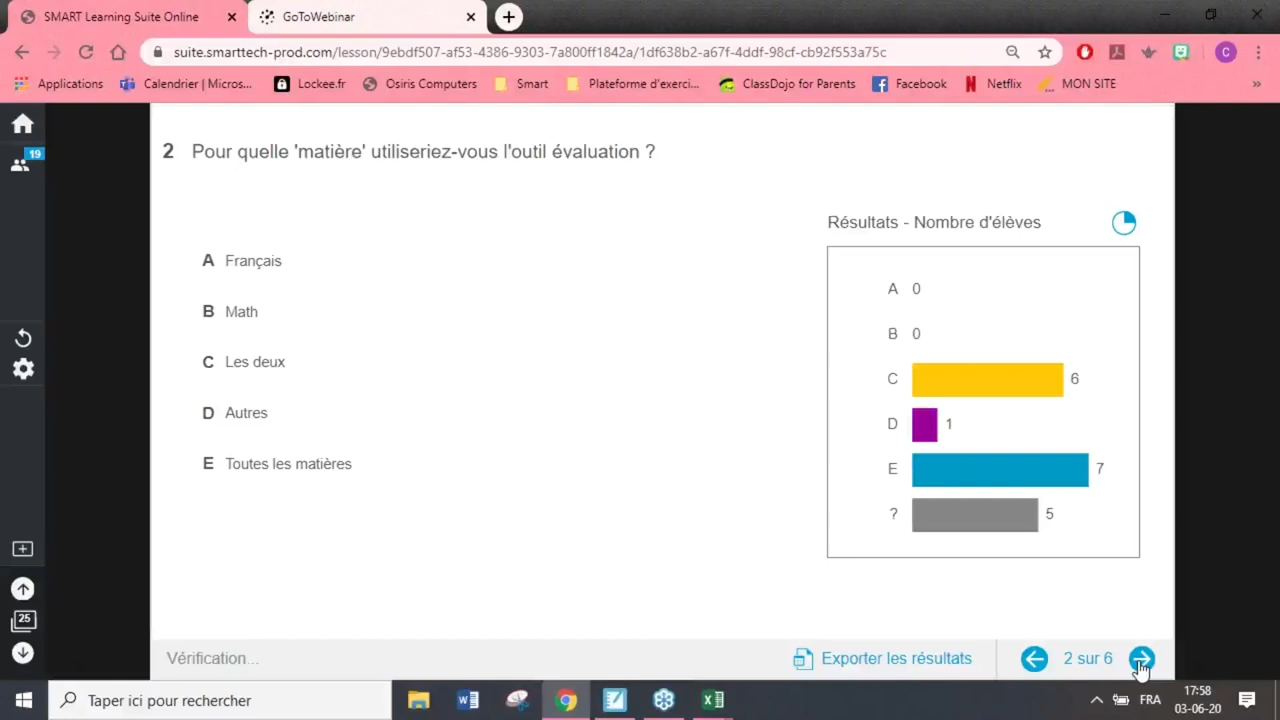 SMART Learning Suite Online
GoToWebinar
suite.smarttech-prod.com/lesson/9ebdf507-af53-4386-9303-7a800ff1842a/1df638b2-a67f-4ddf-98cf-cb92f553a75c
C
Applications
Calendrier | Micros...
Lockee.fr
Osiris Computers
Smart
Plateforme d'exerci...
ClassDojo for Parents
Facebook
Netflix
MON SITE
»
19
2 Pour quelle 'matière' utiliseriez-vous l'outil évaluation ?
Résultats - Nombre d'élèves
A Français
B Math
C Les deux
D Autres
E Toutes les matières
A 0
B 0
C 6
D 1
E 7
? 5
25
Vérification...
Exporter les résultats
2 sur 6
Taper ici pour rechercher
FRA
17:58
03-06-20